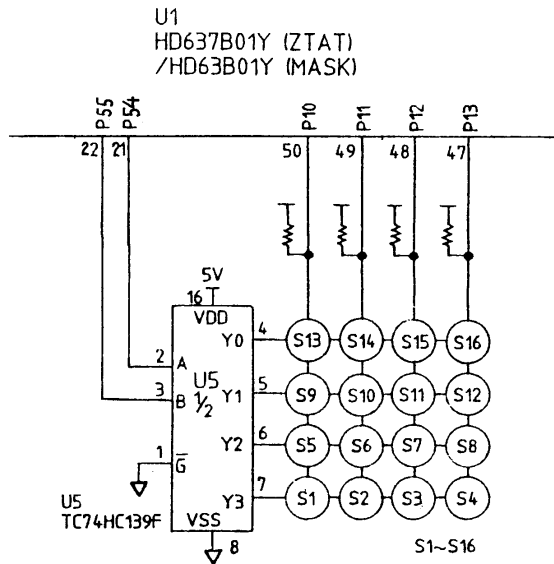 U1
HD637B01Y (ZTAT)
/HD63B01Y (MASK)
P55 P54 P10 P11 P12 P13
22 21 50 49 48 47
5V
16
VDD
2 A Y0 4 S13 S14 S15 S16
3 B U5 1/2 Y1 5 S9 S10 S11 S12
1 G Y2 6 S5 S6 S7 S8
Y3 7 S1 S2 S3 S4
U5
TC74HC139F
VSS
8
S1~S16